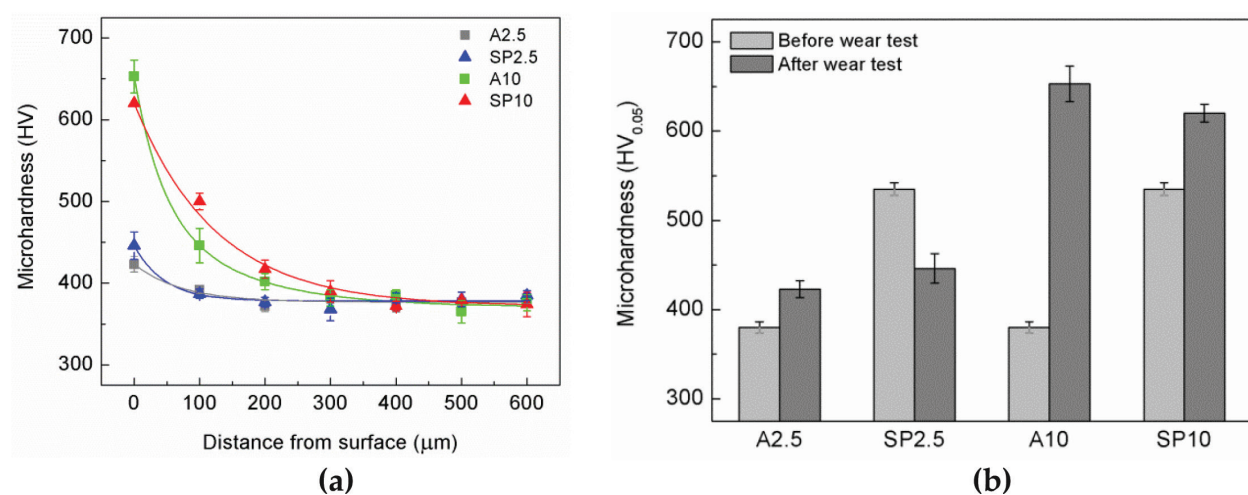 A2.5
SP2.5
A10
SP10
Microhardness (HV)
700
600
500
400
300
0 100 200 300 400 500 600
Distance from surface (μm)
(a)
Before wear test
After wear test
Microhardness (HV0.05)
700
600
500
400
300
A2.5 SP2.5 A10 SP10
(b)